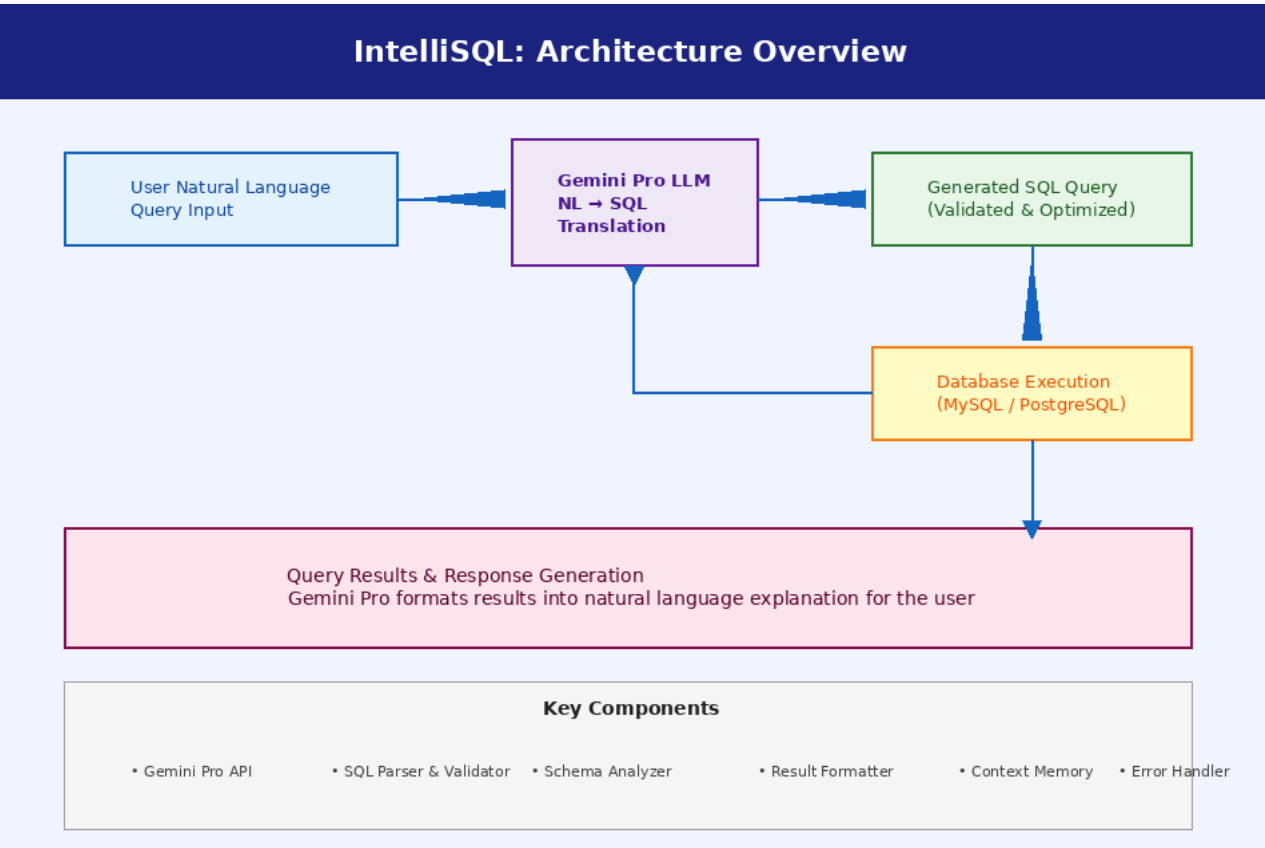 IntelliSQL: Architecture Overview
User Natural Language
Query Input
Gemini Pro LLM
NL → SQL
Translation
Generated SQL Query
(Validated & Optimized)
Database Execution
(MySQL / PostgreSQL)
Query Results & Response Generation
Gemini Pro formats results into natural language explanation for the user
Key Components
• Gemini Pro API • SQL Parser & Validator • Schema Analyzer • Result Formatter • Context Memory • Error Handler